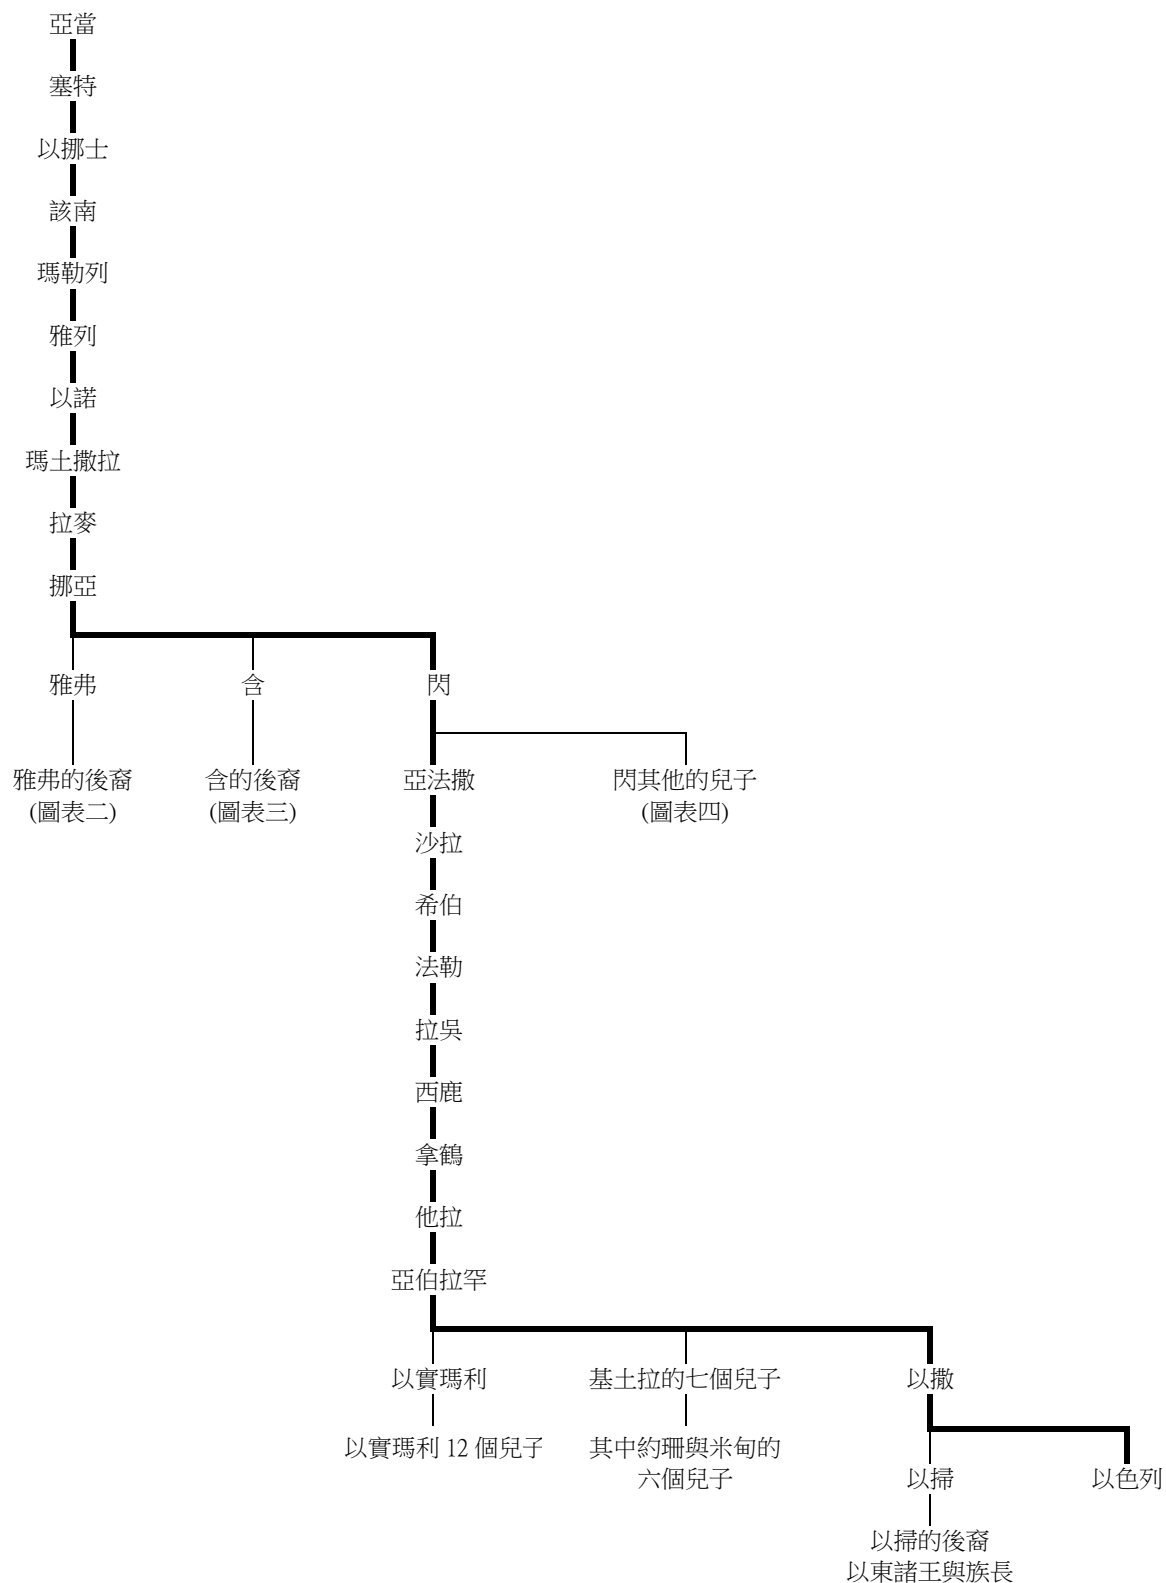 亞當
塞特
以挪士
該南
瑪勒列
雅列
以諾
瑪土撒拉
拉麥
挪亞
雅弗
含
閃
雅弗的後裔
(圖表二)
含的後裔
(圖表三)
亞法撒
閃其他的兒子
(圖表四)
沙拉
希伯
法勒
拉吳
西鹿
拿鶴
他拉
亞伯拉罕
以實瑪利
基土拉的七個兒子
以撒
以實瑪利 12 個兒子
其中約珊與米甸的
六個兒子
以掃
以色列
以掃的後裔
以東諸王與族長